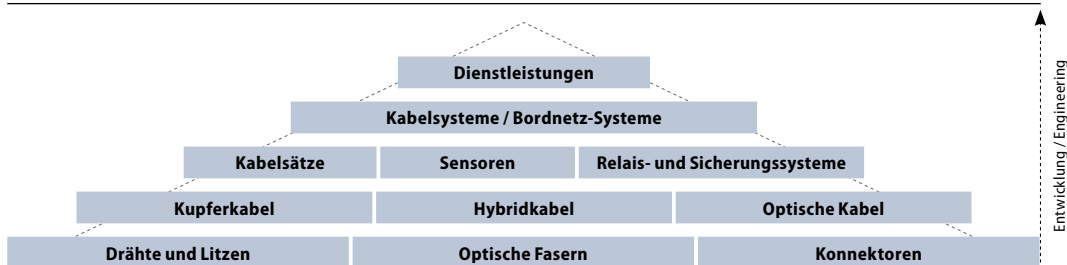 Dienstleistungen
Kabelsysteme / Bordnetz-Systeme
Kabelsätze
Sensoren
Relais- und Sicherungssysteme
Kupferkabel
Hybridkabel
Optische Kabel
Drähte und Litzen
Optische Fasern
Konnektoren
Entwicklung / Engineering